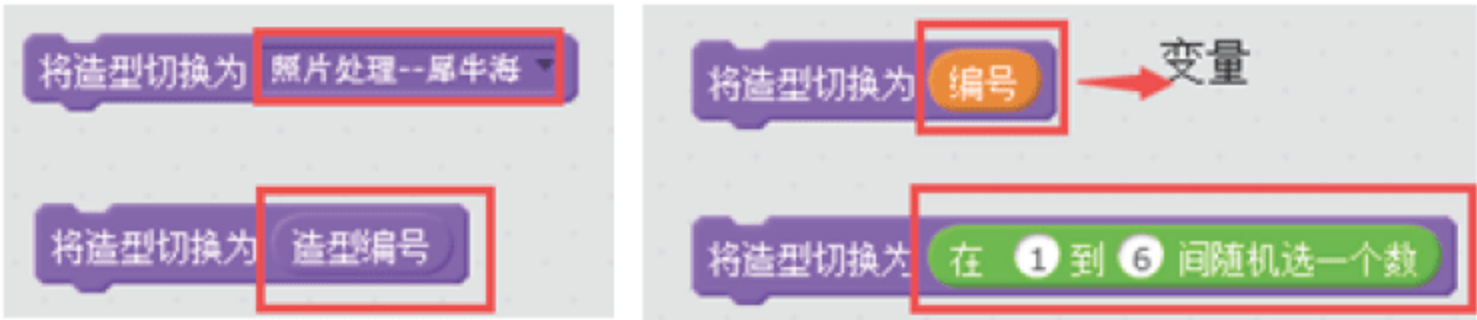 将造型切换为 照片处理--犀牛海
将造型切换为 造型编号
将造型切换为 编号 变量
将造型切换为 在 1 到 6 间随机选一个数